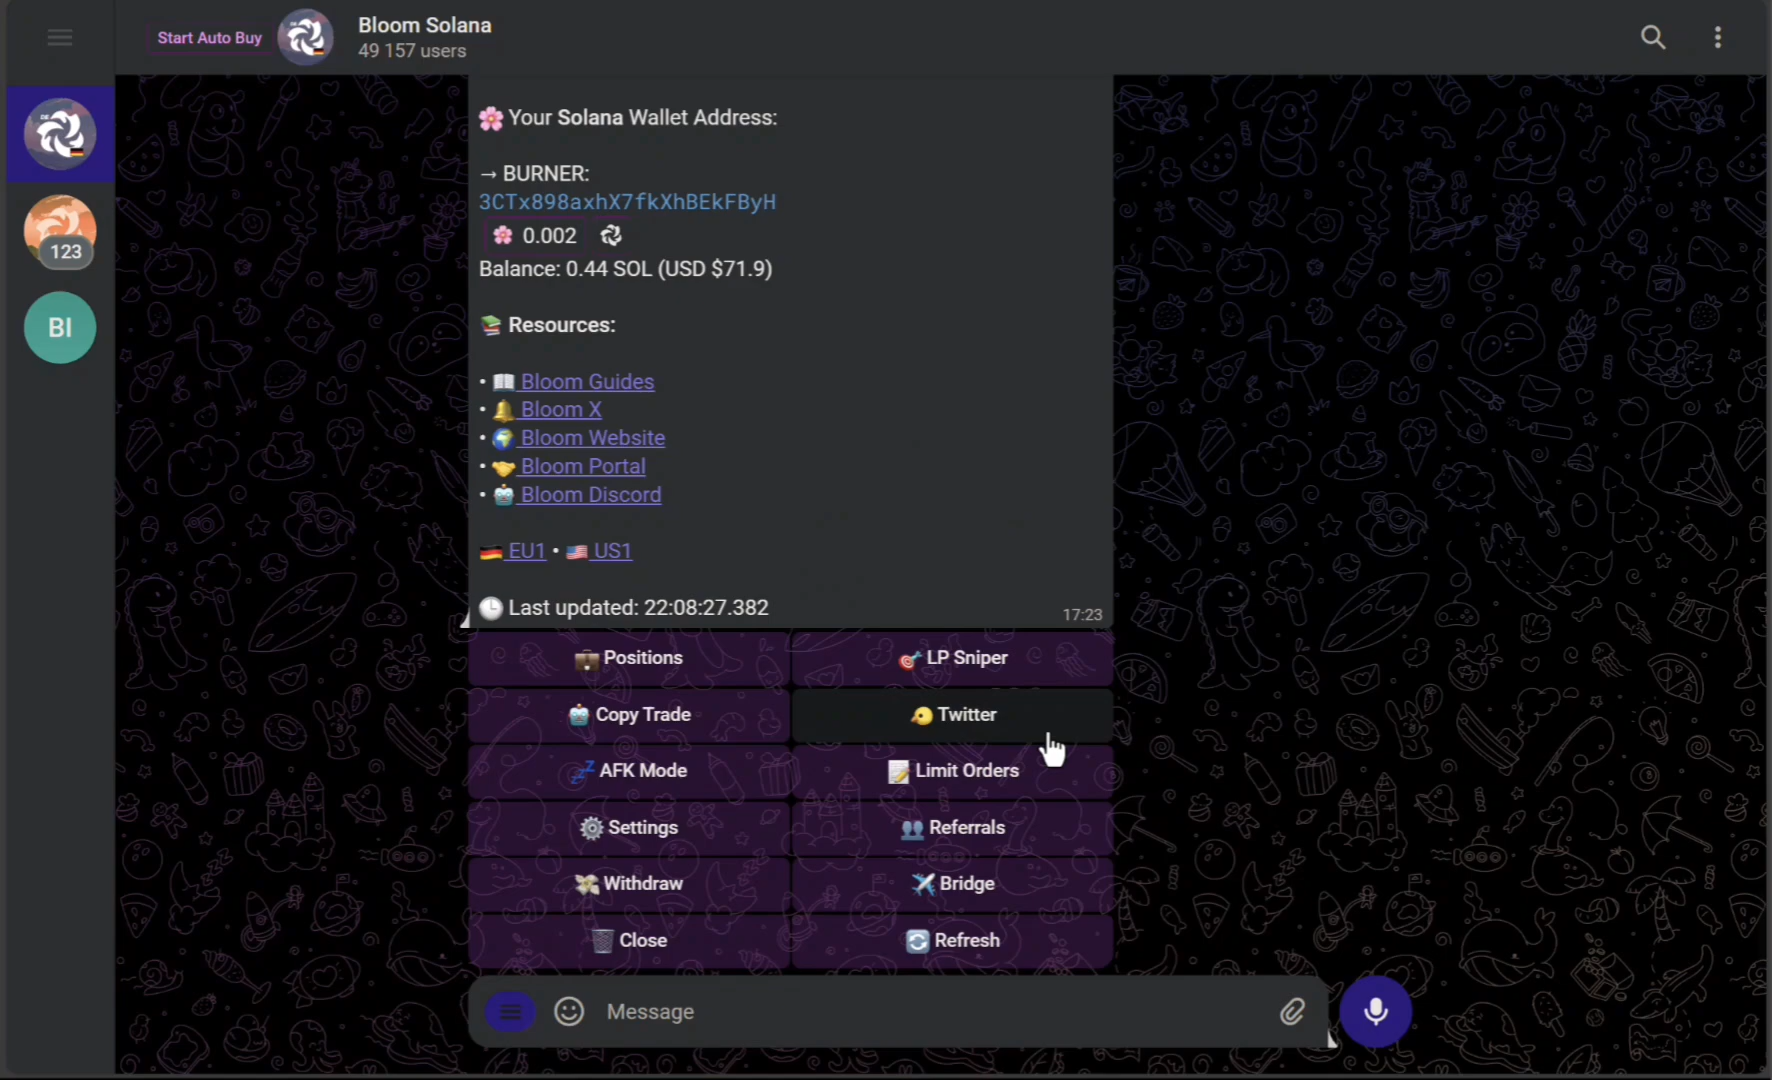 Start Auto Buy
Bloom Solana
49 157 users
123
BI
Your Solana Wallet Address:
→ BURNER:
3CTx898axhX7fkXhBEkFByH
0.002
Balance: 0.44 SOL (USD $71.9)
Resources:
• Bloom Guides
• Bloom X
• Bloom Website
• Bloom Portal
• Bloom Discord
EU1 • US1
Last updated: 22:08:27.382
17:23
Positions
LP Sniper
Copy Trade
Twitter
AFK Mode
Limit Orders
Settings
Referrals
Withdraw
Bridge
Close
Refresh
Message